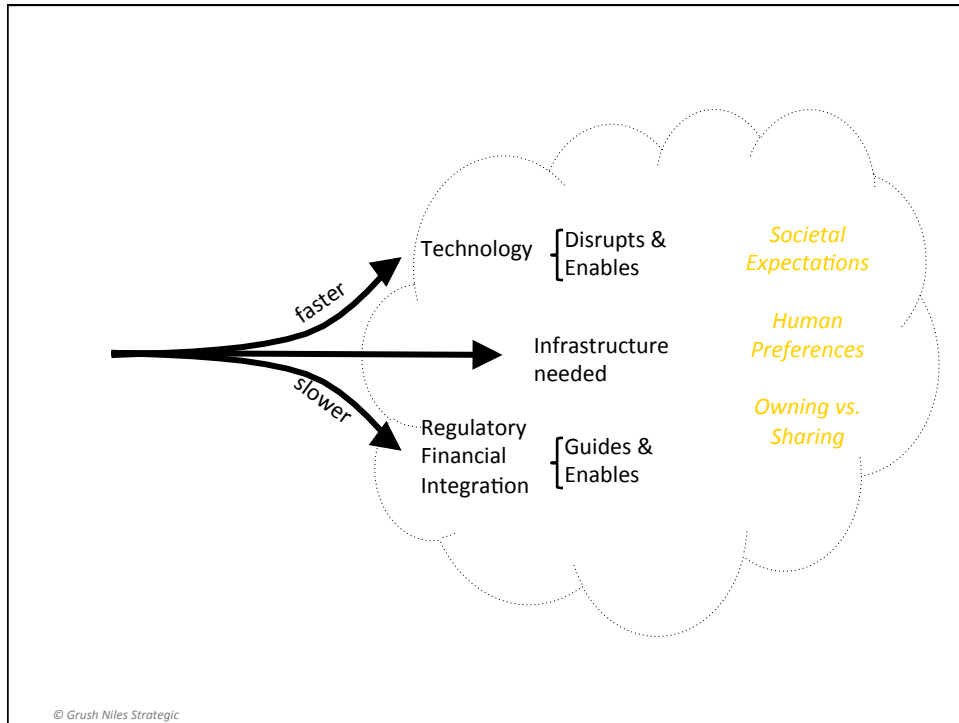 faster
slower
Technology
Disrupts &
Enables
Infrastructure
needed
Regulatory
Financial
Integration
Guides &
Enables
Societal
Expectations
Human
Preferences
Owning vs.
Sharing
© Grush Niles Strategic